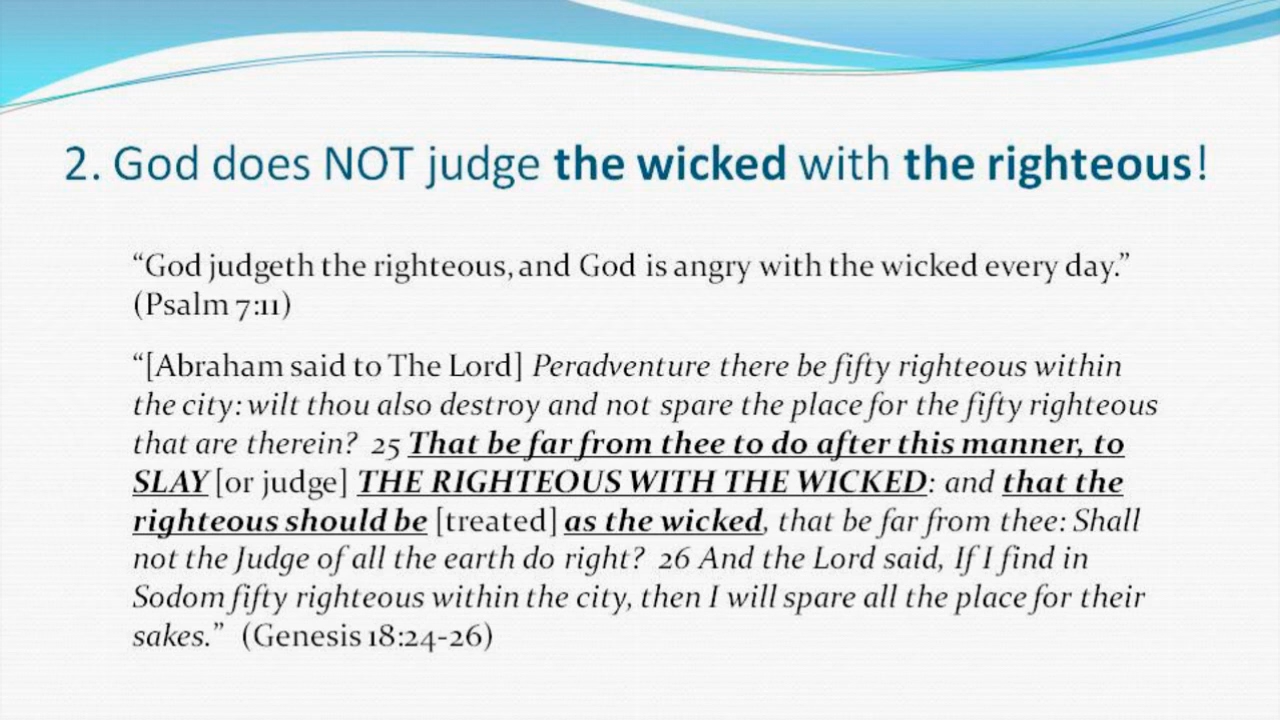 2. God does NOT judge the wicked with the righteous!
“God judgeth the righteous, and God is angry with the wicked every day.”
(Psalm 7:11)
“[Abraham said to The Lord] Peradventure there be fifty righteous within
the city: wilt thou also destroy and not spare the place for the fifty righteous
that are therein? 25 That be far from thee to do after this manner, to
SLAY [or judge] THE RIGHTEOUS WITH THE WICKED: and that the
righteous should be [treated] as the wicked, that be far from thee: Shall
not the Judge of all the earth do right? 26 And the Lord said, If I find in
Sodom fifty righteous within the city, then I will spare all the place for their
sakes.” (Genesis 18:24-26)